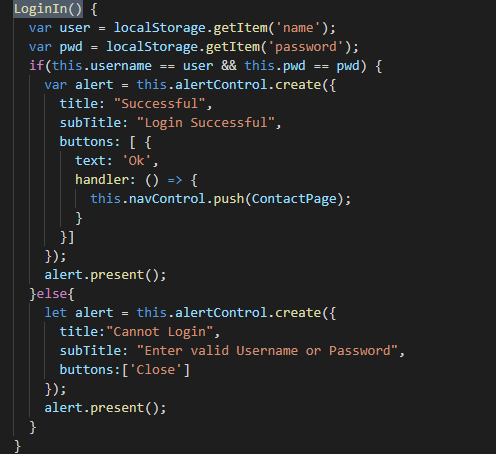 LoginIn() {
var user = localStorage.getItem('name');
var pwd = localStorage.getItem('password');
if(this.username == user && this.pwd == pwd) {
var alert = this.alertControl.create({
title: "Successful",
subTitle: "Login Successful",
buttons: [ {
text: 'Ok',
handler: () => {
this.navControl.push(ContactPage);
}
}]
});
alert.present();
}else{
let alert = this.alertControl.create({
title:"Cannot Login",
subTitle: "Enter valid Username or Password",
buttons:['Close']
});
alert.present();
}
}